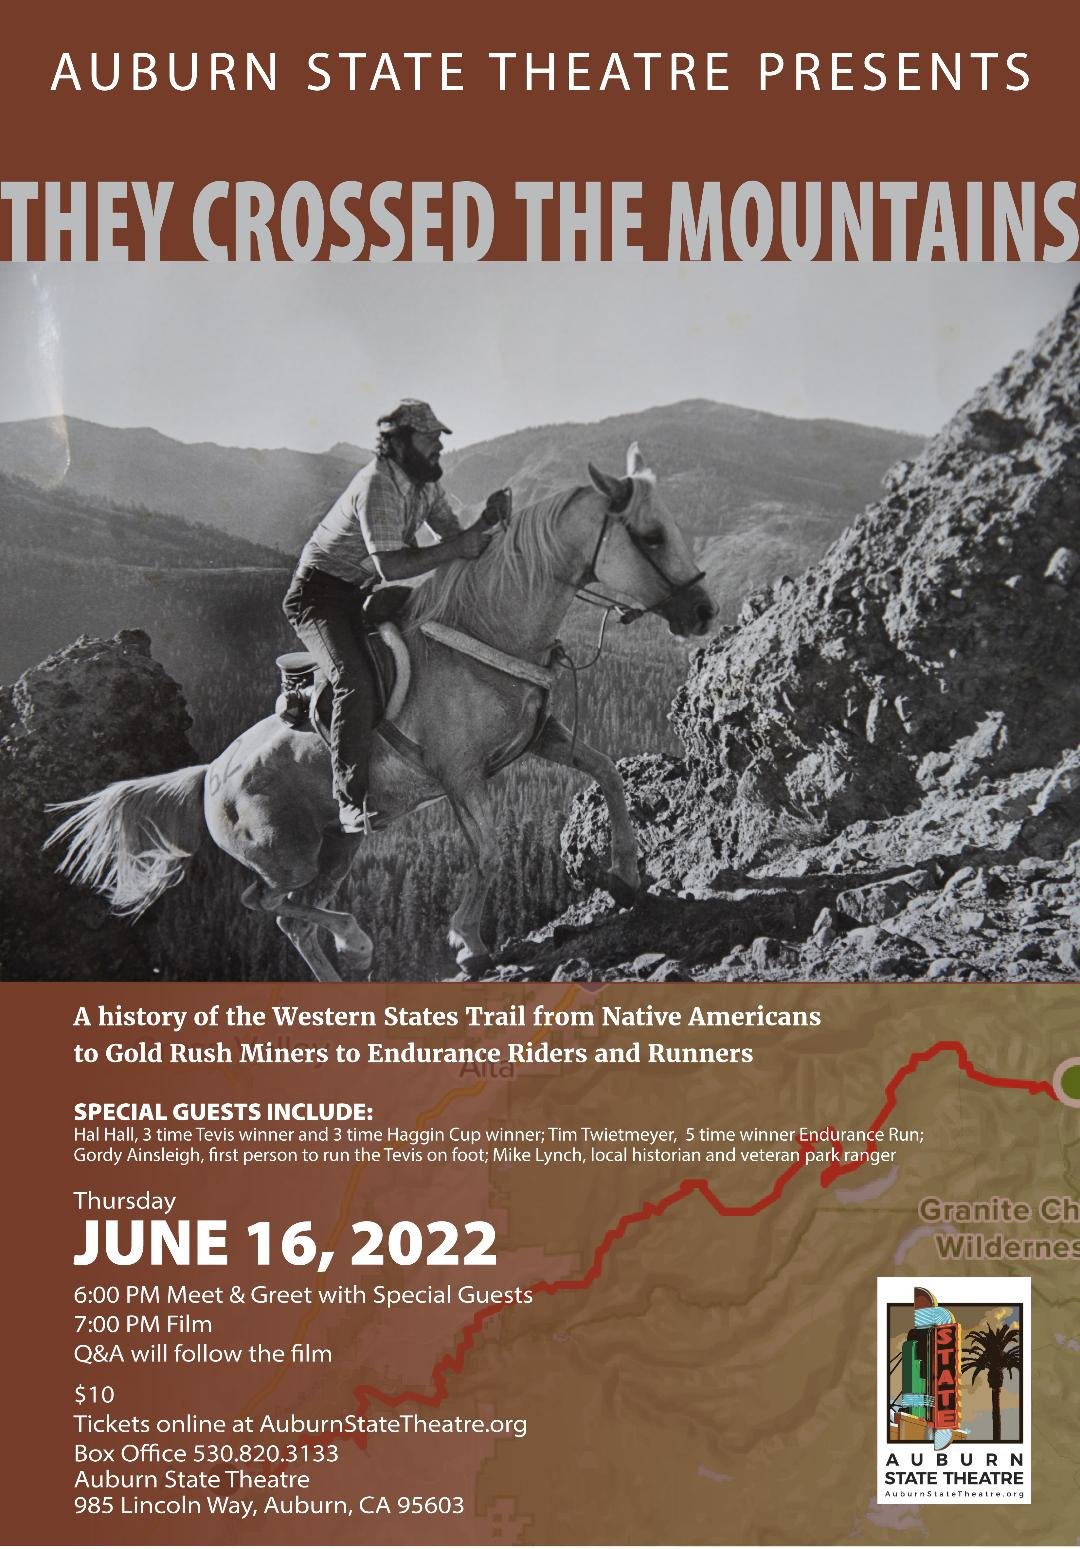 AUBURN STATE THEATRE PRESENTS
THEY CROSSED THE MOUNTAINS
62
A history of the Western States Trail from Native Americans
to Gold Rush Miners to Endurance Riders and Runners
Alta
SPECIAL GUESTS INCLUDE:
Hal Hall, 3 time Tevis winner and 3 time Haggin Cup winner; Tim Twietmeyer, 5 time winner Endurance Run;
Gordy Ainsleigh, first person to run the Tevis on foot; Mike Lynch, local historian and veteran park ranger
Thursday
JUNE 16, 2022
6:00 PM Meet & Greet with Special Guests
7:00 PM Film
Q&A will follow the film
$10
Tickets online at AuburnStateTheatre.org
Box Office 530.820.3133
Auburn State Theatre
985 Lincoln Way, Auburn, CA 95603
Granite Ch
Wildernes
STATE
AUBURN
STATE THEATRE
AuburnStateTheatre.org